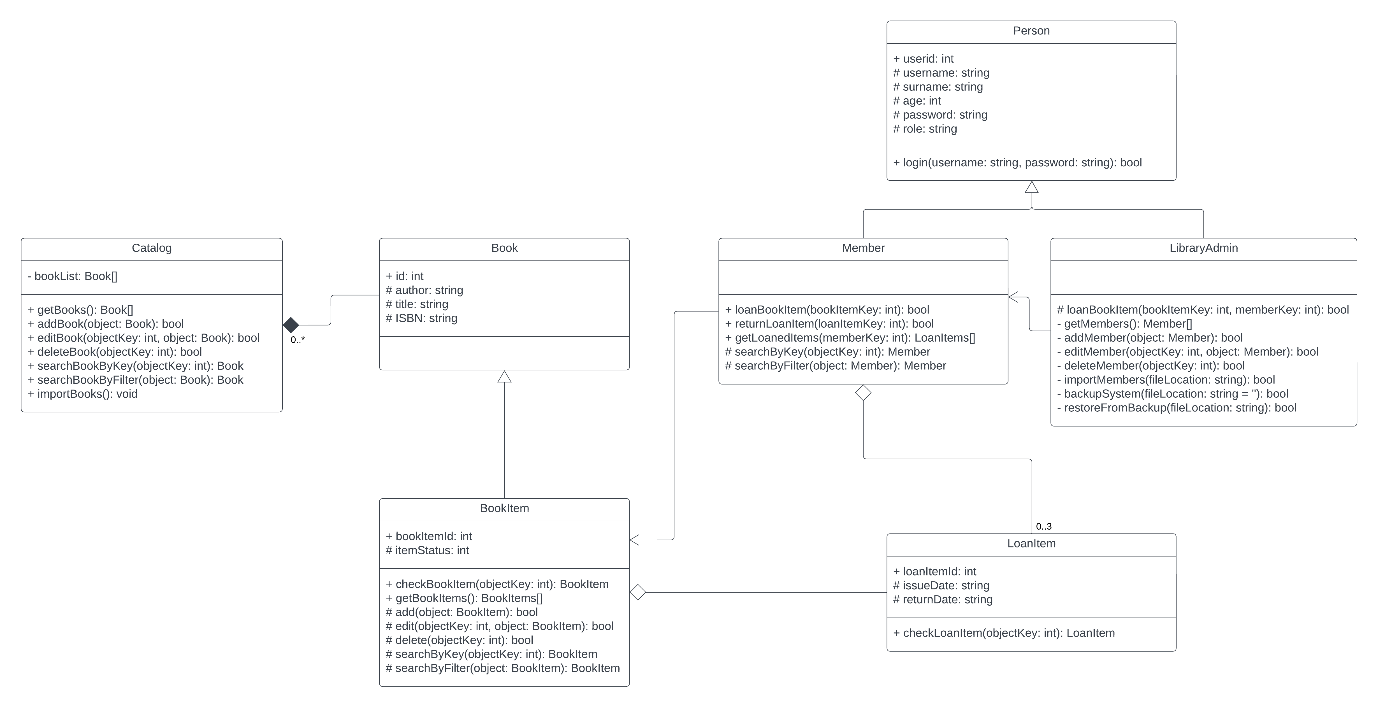 Person
+ userid: int
# username: string
# surname: string
# age: int
# password: string
# role: string
+ login(username: string, password: string): bool
Catalog
- bookList: Book[]
+ getBooks(): Book[]
+ addBook(object: Book): bool
+ editBook(objectKey: int, object: Book): bool
+ deleteBook(objectKey: int): bool
+ searchBookByKey(objectKey: int): Book
+ searchBookByFilter(object: Book): Book
+ importBooks(): void
0..*
Book
+ id: int
# author: string
# title: string
# ISBN: string
Member
+ loanBookItem(bookItemKey: int): bool
+ returnLoanItem(loanItemKey: int): bool
+ getLoanedItems(memberKey: int): LoanItems[]
# searchByKey(objectKey: int): Member
# searchByFilter(object: Member): Member
LibraryAdmin
# loanBookItem(bookItemKey: int, memberKey: int): bool
- getMembers(): Member[]
- addMember(object: Member): bool
- editMember(objectKey: int, object: Member): bool
- deleteMember(objectKey: int): bool
- importMembers(fileLocation: string): bool
- backupSystem(fileLocation: string = ''): bool
- restoreFromBackup(fileLocation: string): bool
BookItem
+ bookItemId: int
# itemStatus: int
+ checkBookItem(objectKey: int): BookItem
+ getBookItems(): BookItems[]
# add(object: BookItem): bool
# edit(objectKey: int, object: BookItem): bool
# delete(objectKey: int): bool
# searchByKey(objectKey: int): BookItem
# searchByFilter(object: BookItem): BookItem
0..3
LoanItem
+ loanItemId: int
# issueDate: string
# returnDate: string
+ checkLoanItem(objectKey: int): LoanItem